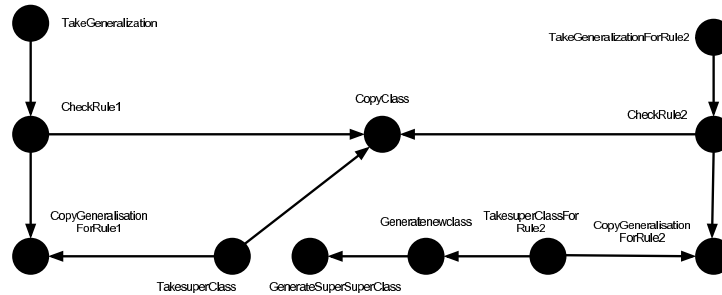 TakeGeneralization
TakeGeneralizationForRule2
CheckRule1
CopyClass
CheckRule2
CopyGeneralisation
ForRule1
Generatenewclass
TakesuperClassFor
Rule2
CopyGeneralisation
ForRule2
TakesuperClass
GenerateSuperSuperClass